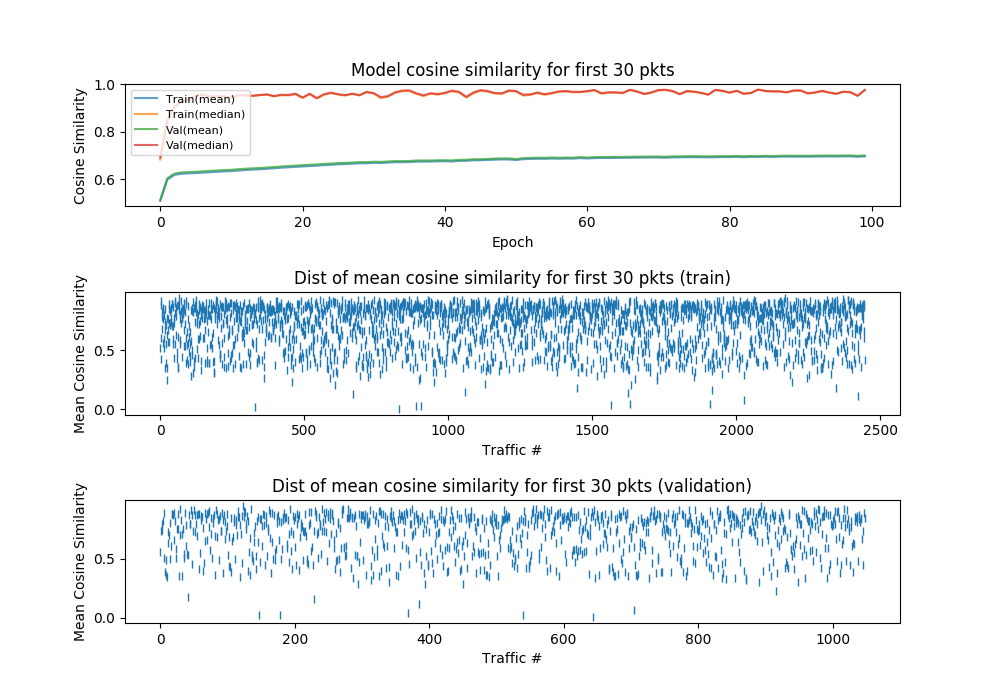 Model cosine similarity for first 30 pkts
Cosine Similarity
1.0
0.8
0.6
Train(mean)
Train(median)
Val(mean)
Val(median)
0 20 40 60 80 100
Epoch
Dist of mean cosine similarity for first 30 pkts (train)
Mean Cosine Similarity
0.5
0.0
0 500 1000 1500 2000 2500
Traffic #
Dist of mean cosine similarity for first 30 pkts (validation)
Mean Cosine Similarity
0.5
0.0
0 200 400 600 800 1000
Traffic #